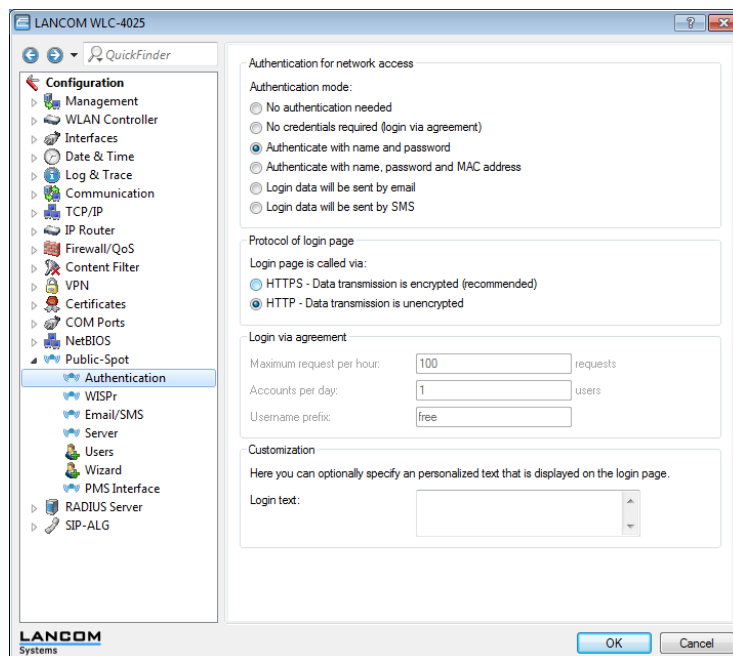 LANCOM WLC-4025
QuickFinder
Configuration
Management
WLAN Controller
Interfaces
Date & Time
Log & Trace
Communication
TCP/IP
IP Router
Firewall/QoS
Content Filter
VPN
Certificates
COM Ports
NetBIOS
Public-Spot
Authentication
WISPr
Email/SMS
Server
Users
Wizard
PMS Interface
RADIUS Server
SIP-ALG
Authentication for network access
Authentication mode:
No authentication needed
No credentials required (login via agreement)
Authenticate with name and password
Authenticate with name, password and MAC address
Login data will be sent by email
Login data will be sent by SMS
Protocol of login page
Login page is called via:
HTTPS - Data transmission is encrypted (recommended)
HTTP - Data transmission is unencrypted
Login via agreement
Maximum request per hour: 100 requests
Accounts per day: 1 users
Username prefix: free
Customization
Here you can optionally specify an personalized text that is displayed on the login page.
Login text:
LANCOM
Systems
OK Cancel